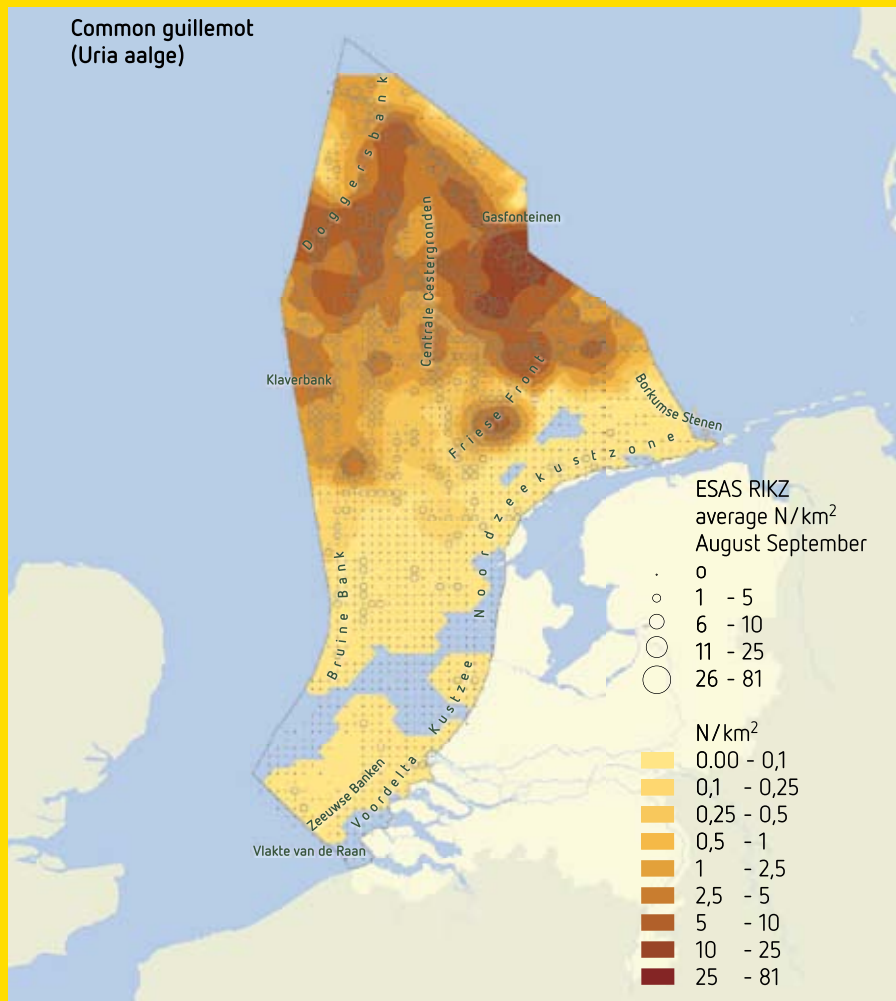 Common guillemot
(Uria aalge)
Doggersbank
Gasfonteinen
Centrale Oestergronden
Klaverbank
Friese Front
Borkumse Stenen
Noordzeekustzone
Bruine Bank
Kustzee
Voordelta
Zeeuwse Banken
Vlakte van de Raan
ESAS RIKZ
average N/km²
August September
0
1 - 5
6 - 10
11 - 25
26 - 81
N/km²
0.00 - 0,1
0,1 - 0,25
0,25 - 0,5
0,5 - 1
1 - 2,5
2,5 - 5
5 - 10
10 - 25
25 - 81